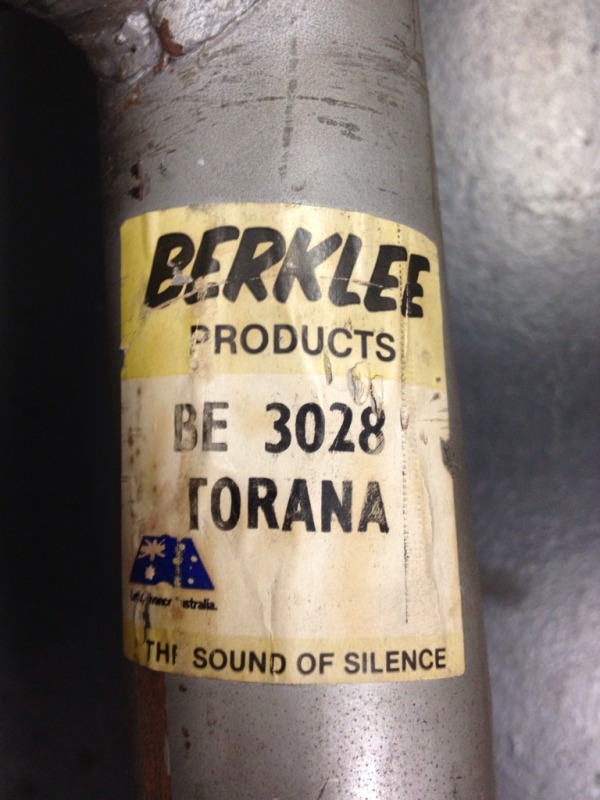 BERKLEE
PRODUCTS
BE 3028
TORANA
THE SOUND OF SILENCE